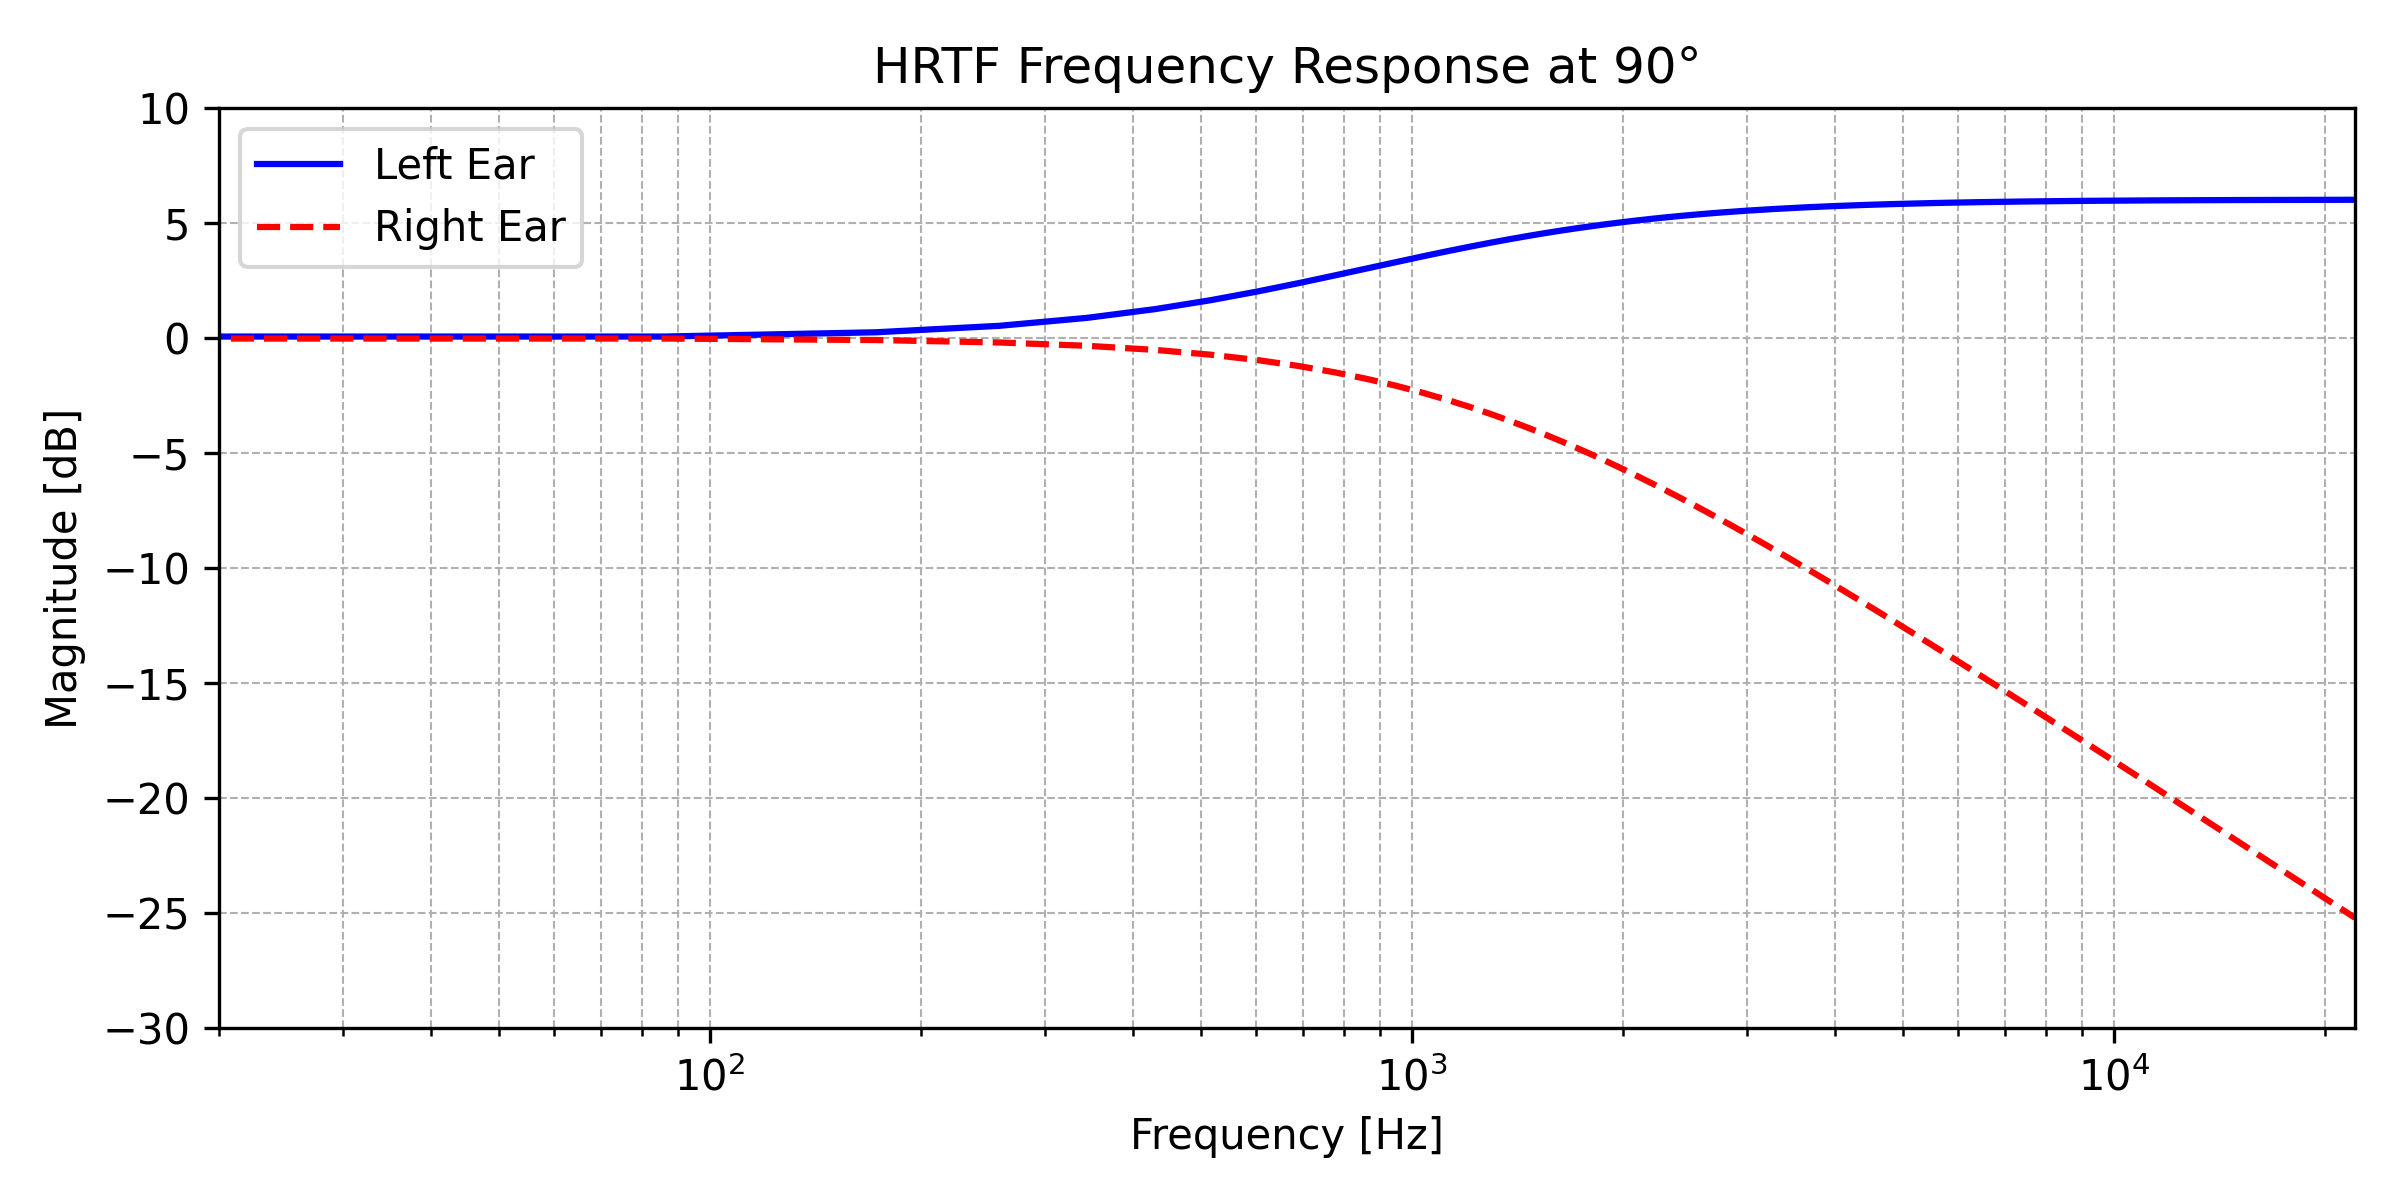 HRTF Frequency Response at 90°
Left Ear
Right Ear
Magnitude [dB]
10
5
0
−5
−10
−15
−20
−25
−30
10²
10³
10⁴
Frequency [Hz]